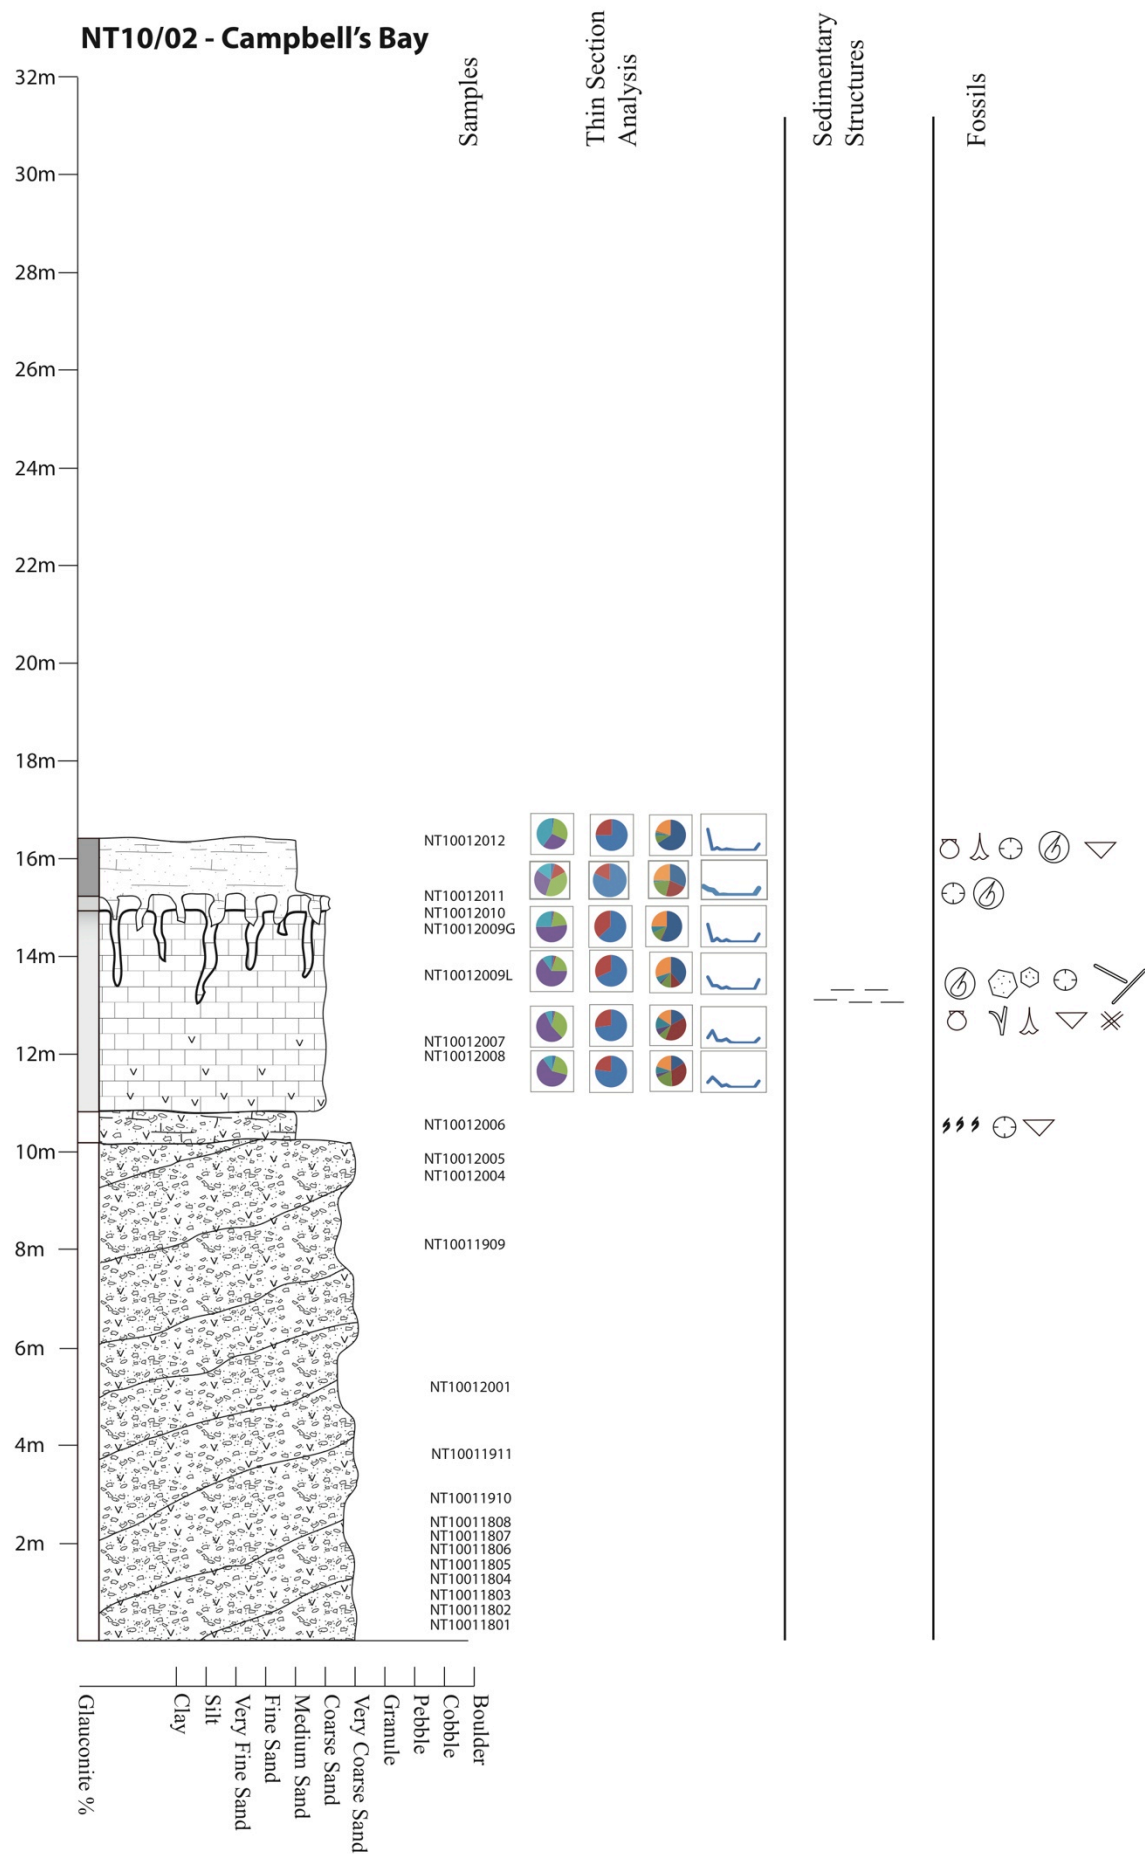 NT10/02 - Campbell's Bay
Samples
Thin Section
Analysis
Sedimentary
Structures
Fossils
32m
30m
28m
26m
24m
22m
20m
18m
16m
14m
12m
10m
8m
6m
4m
2m
NT10012012
NT10012011
NT10012010
NT10012009G
NT10012009L
NT10012007
NT10012008
NT10012006
NT10012005
NT10012004
NT10011909
NT10012001
NT10011911
NT10011910
NT10011808
NT10011807
NT10011806
NT10011805
NT10011804
NT10011803
NT10011802
NT10011801
Glauconite %
Clay
Silt
Very Fine Sand
Fine Sand
Medium Sand
Coarse Sand
Very Coarse Sand
Granule
Pebble
Cobble
Boulder